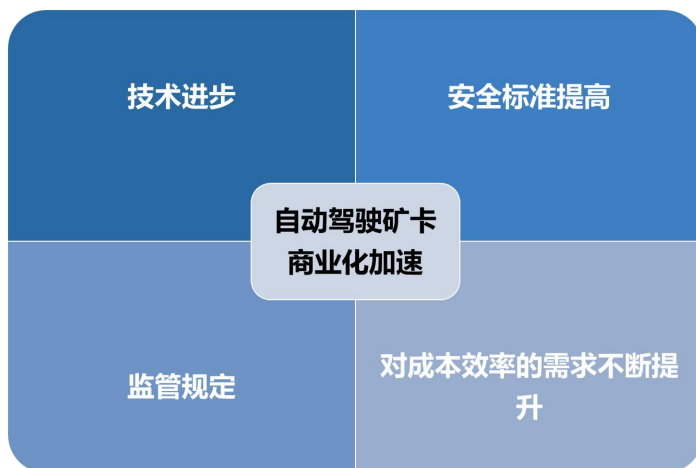 技术进步
安全标准提高
自动驾驶矿卡
商业化加速
监管规定
对成本效率的需求不断提
升